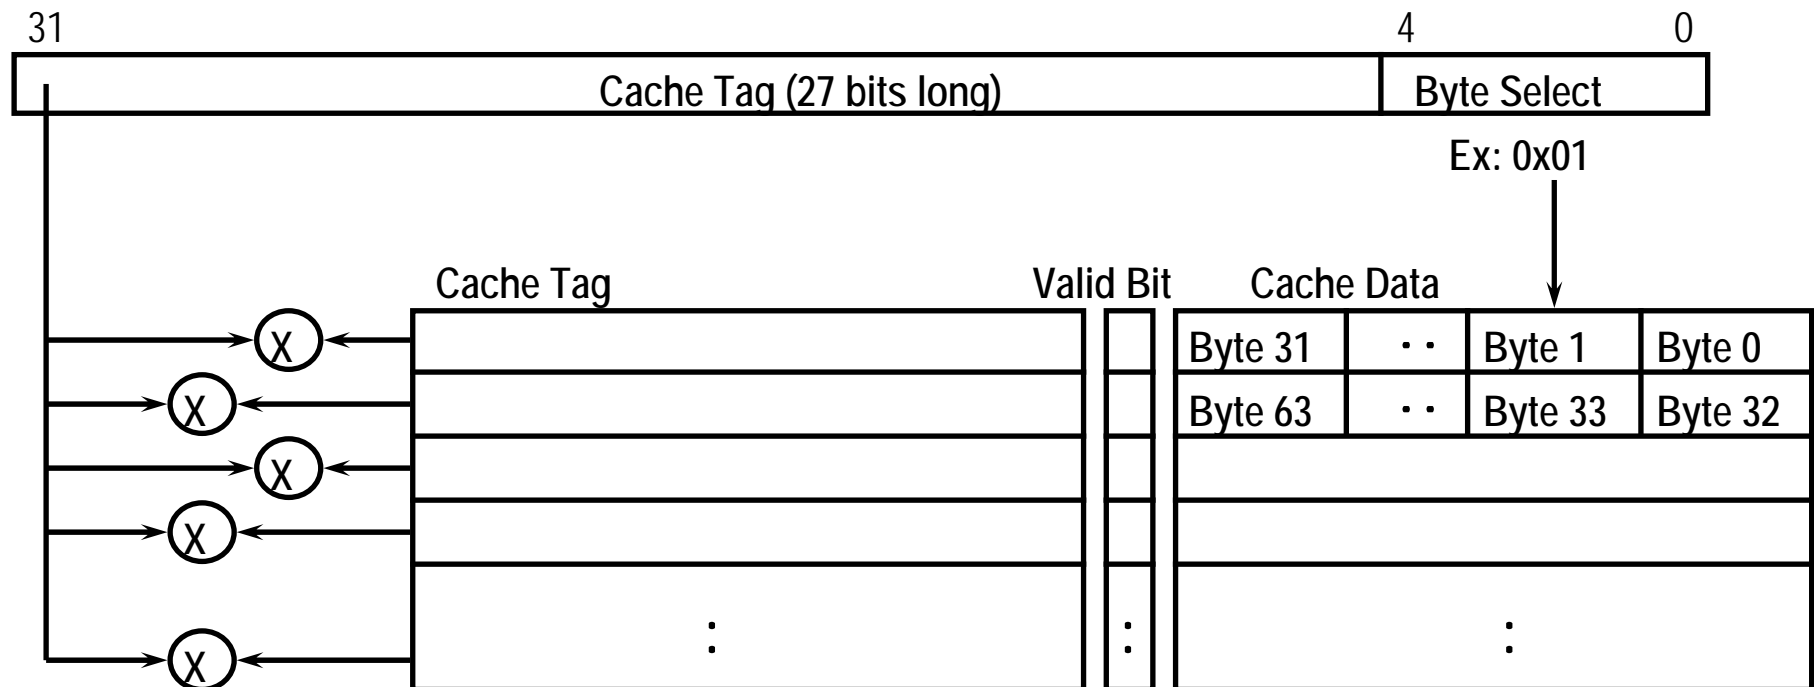 31 4 0
Cache Tag (27 bits long) Byte Select
Ex: 0x01
Cache Tag Valid Bit Cache Data
X Byte 31 . . Byte 1 Byte 0
X Byte 63 . . Byte 33 Byte 32
X
X
: : :
X